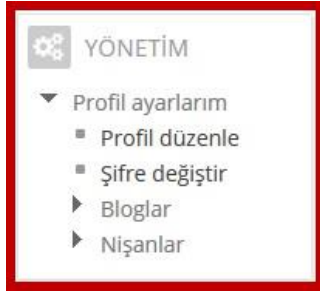 YÖNETİM
Profil ayarlarım
Profil düzenle
Şifre değiştir
Bloglar
Nişanlar